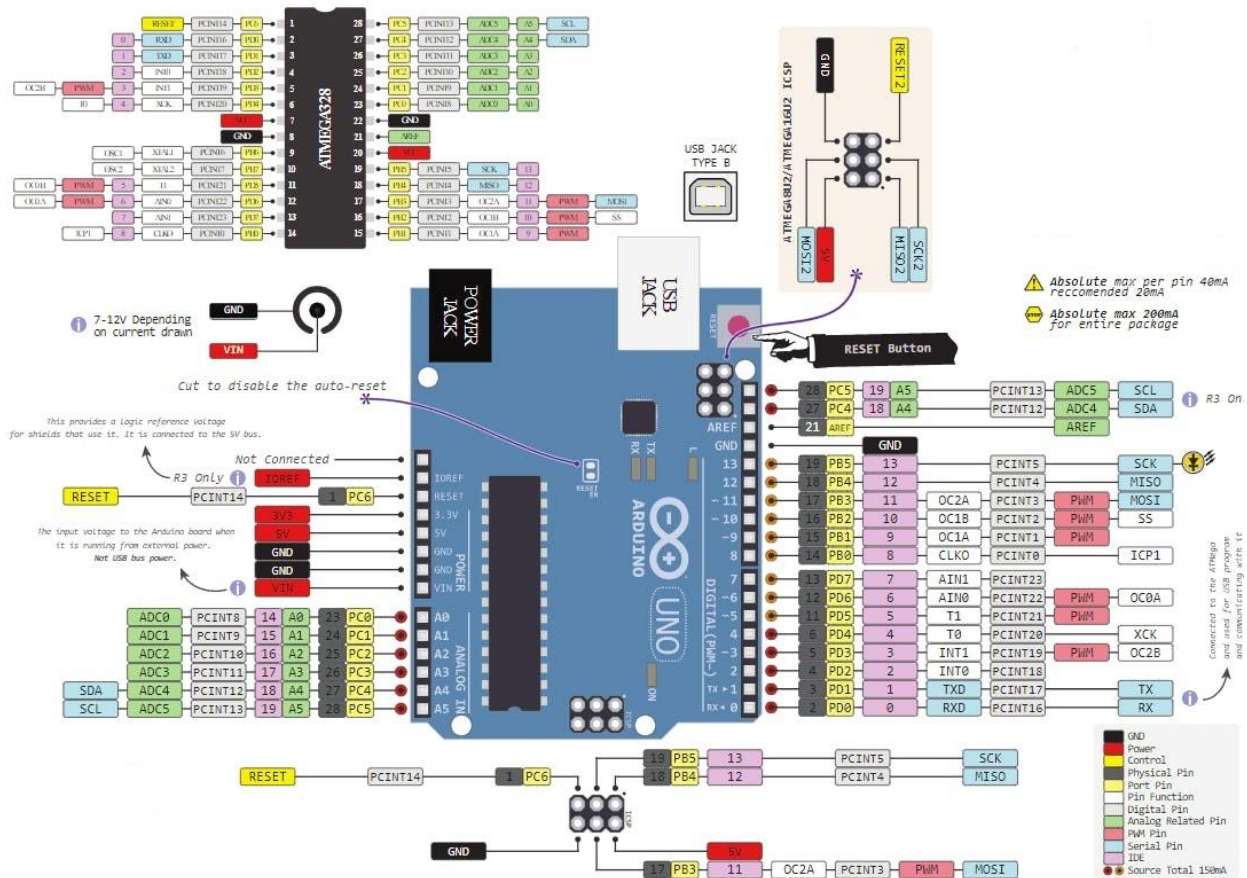 RESET PCINT14 PC6 1
0 RXD PCINT16 PD0 2
1 TXD PCINT17 PD1 3
2 INT0 PCINT18 PD2 4
OC2B PWM 3 INT1 PCINT19 PD3 5
T0 4 XCK PCINT20 PD4 6
VCC 7
GND 8
OSC1 XTAL1 PCINT6 PB6 9
OSC2 XTAL2 PCINT7 PB7 10
OC0B PWM 5 T1 PCINT21 PD5 11
OC0A PWM 6 AIN0 PCINT22 PD6 12
7 AIN1 PCINT23 PD7 13
ICP1 8 CLKO PCINT0 PB0 14
ATMEGA328
28 PC5 PCINT13 ADC5 A5 SCL
27 PC4 PCINT12 ADC4 A4 SDA
26 PC3 PCINT11 ADC3 A3
25 PC2 PCINT10 ADC2 A2
24 PC1 PCINT9 ADC1 A1
23 PC0 PCINT8 ADC0 A0
22 GND
21 AREF
20
19 PB5 PCINT5 SCK 13
18 PB4 PCINT4 MISO 12
17 PB3 PCINT3 OC2A 11 PWM MOSI
16 PB2 PCINT2 OC1B 10 PWM SS
15 PB1 PCINT1 OC1A 9 PWM
USB JACK
TYPE B
ATMEGA8U2/ATMEGA16U2 ICSP
GND
RESET2
MOSI2
5V
MISO2
SCK2
Absolute max per pin 40mA
reccomended 20mA
STOP
Absolute max 200mA
for entire package
i 7-12V Depending
on current drawn
GND
VIN
POWER
JACK
USB
JACK
RESET
RESET Button
Cut to disable the auto-reset
This provides a logic reference voltage
for shields that use it. It is connected to the 5V bus.
Not Connected
R3 Only i IOREF
RESET PCINT14 1 PC6
3V3
5V
GND
GND
i VIN
The input voltage to the Arduino board when
it is running from external power.
Not USB bus power.
ADC0 PCINT8 14 A0 23 PC0
ADC1 PCINT9 15 A1 24 PC1
ADC2 PCINT10 16 A2 25 PC2
ADC3 PCINT11 17 A3 26 PC3
SDA ADC4 PCINT12 18 A4 27 PC4
SCL ADC5 PCINT13 19 A5 28 PC5
IOREF
RESET
3.3V
5V
GND
GND
VIN
POWER
A0
A1
A2
A3
A4
A5
ANALOG IN
RESET
EN
RX
TX
L
ARDUINO
UNO
ON
ICSP
AREF
GND
13
12
~11
~10
~9
8
7
~6
~5
4
~3
2
TX ▸ 1
RX ◂ 0
DIGITAL (PWM~)
28 PC5 19 A5 PCINT13 ADC5 SCL
27 PC4 18 A4 PCINT12 ADC4 SDA
i R3 On
21 AREF AREF
GND
19 PB5 13 PCINT5 SCK
18 PB4 12 PCINT4 MISO
17 PB3 11 OC2A PCINT3 PWM MOSI
16 PB2 10 OC1B PCINT2 PWM SS
15 PB1 9 OC1A PCINT1 PWM
14 PB0 8 CLKO PCINT0 ICP1
13 PD7 7 AIN1 PCINT23
12 PD6 6 AIN0 PCINT22 PWM OC0A
11 PD5 5 T1 PCINT21 PWM
6 PD4 4 T0 PCINT20 XCK
5 PD3 3 INT1 PCINT19 PWM OC2B
4 PD2 2 INT0 PCINT18
3 PD1 1 TXD PCINT17 TX
2 PD0 0 RXD PCINT16 RX
i
Connected to the ATMega
and used for USB program
and communicating with it
RESET PCINT14 1 PC6
19 PB5 13 PCINT5 SCK
18 PB4 12 PCINT4 MISO
ICSP
GND
5V
17 PB3 11 OC2A PCINT3 PWM MOSI
GND
Power
Control
Physical Pin
Port Pin
Pin Function
Digital Pin
Analog Related Pin
PWM Pin
Serial Pin
IDE
Source Total 150mA